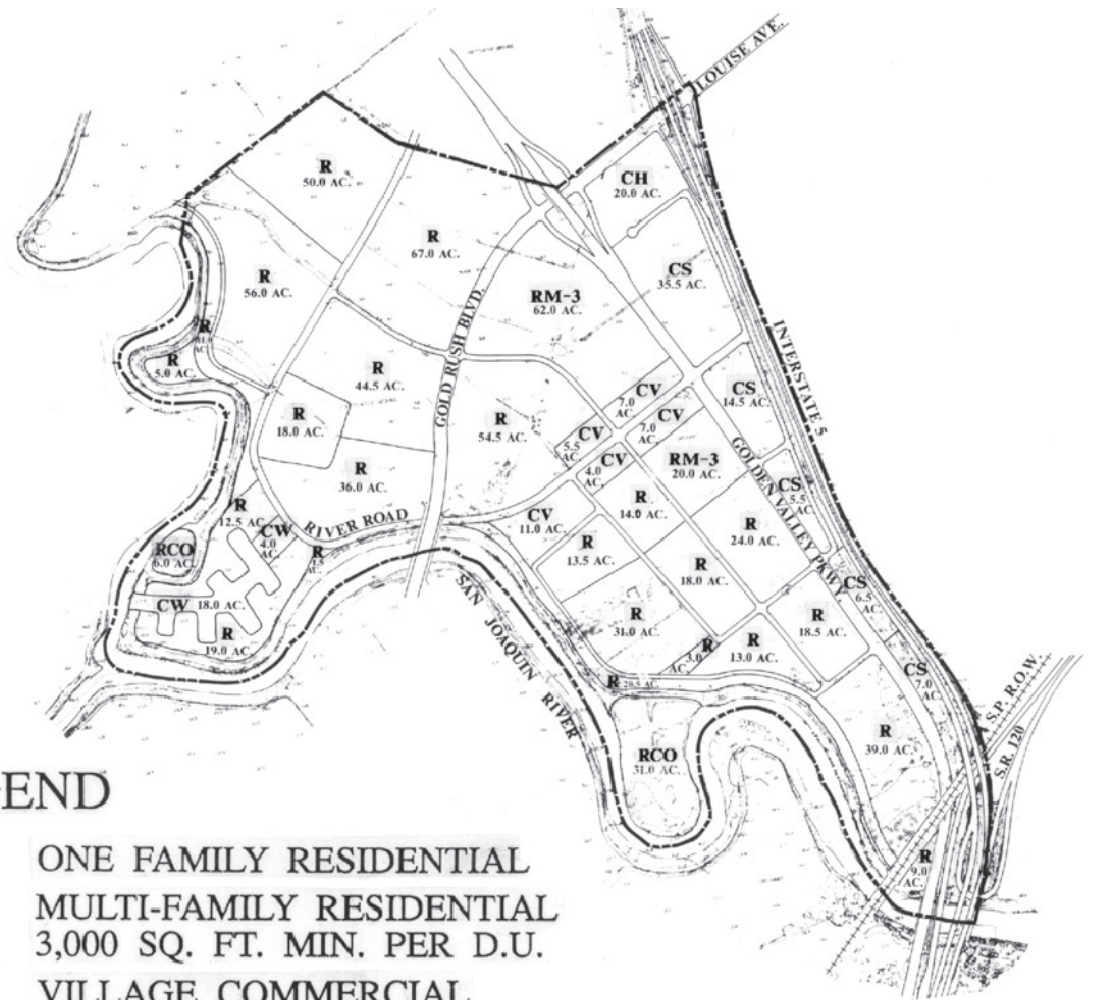 LOUISE AVE.
CH
20.0 AC.
R
50.0 AC.
R
67.0 AC.
CS
35.5 AC.
R
56.0 AC.
RM-3
62.0 AC.
GOLD RUSH BLVD.
INTERSTATE 5
R
R
5.0 AC.
R
44.5 AC.
CS
14.5 AC.
CV
7.0
AC.
CV
7.0
AC.
R
18.0 AC.
R
54.5 AC.
CV
5.5
AC.
CV
4.0
AC.
RM-3
20.0 AC.
GOLDEN VALLEY PKWY
R
36.0 AC.
CS
5.5
AC.
R
14.0 AC.
R
12.5 AC.
CW
4.0
AC.
RIVER ROAD
CV
11.0 AC.
R
24.0 AC.
R
13.5 AC.
RCO
6.0 AC.
R
AC.
R
18.0 AC.
CS
6.5
AC.
CW 18.0 AC.
R
19.0 AC.
SAN JOAQUIN RIVER
R
31.0 AC.
R
18.5 AC.
R
3.0
AC.
R
13.0 AC.
CS
7.0
AC.
R 20.5 AC.
S.P. R.O.W.
S.R. 120
R
39.0 AC.
RCO
31.0 AC.
R
9.0
AC.
END
ONE FAMILY RESIDENTIAL
MULTI-FAMILY RESIDENTIAL
3,000 SQ. FT. MIN. PER D.U.
VILLAGE COMMERCIAL